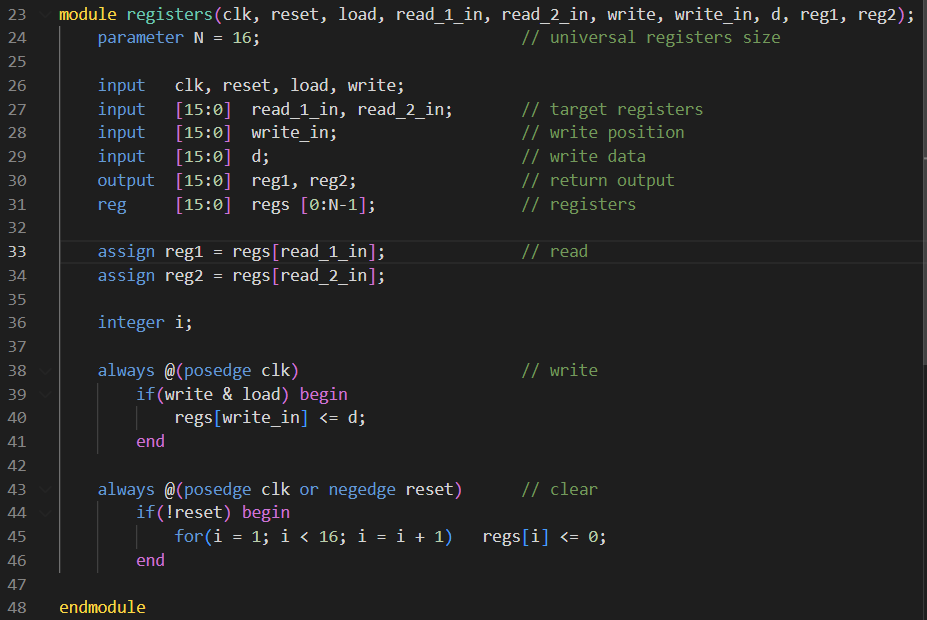 23 module registers(clk, reset, load, read_1_in, read_2_in, write, write_in, d, reg1, reg2);
24     parameter N = 16;                           // universal registers size
25
26     input   clk, reset, load, write;
27     input   [15:0]  read_1_in, read_2_in;       // target registers
28     input   [15:0]  write_in;                   // write position
29     input   [15:0]  d;                          // write data
30     output  [15:0]  reg1, reg2;                 // return output
31     reg     [15:0]  regs [0:N-1];               // registers
32
33     assign reg1 = regs[read_1_in];              // read
34     assign reg2 = regs[read_2_in];
35
36     integer i;
37
38     always @(posedge clk)                       // write
39         if(write & load) begin
40             regs[write_in] <= d;
41         end
42
43     always @(posedge clk or negedge reset)      // clear
44         if(!reset) begin
45             for(i = 1; i < 16; i = i + 1)   regs[i] <= 0;
46         end
47
48 endmodule